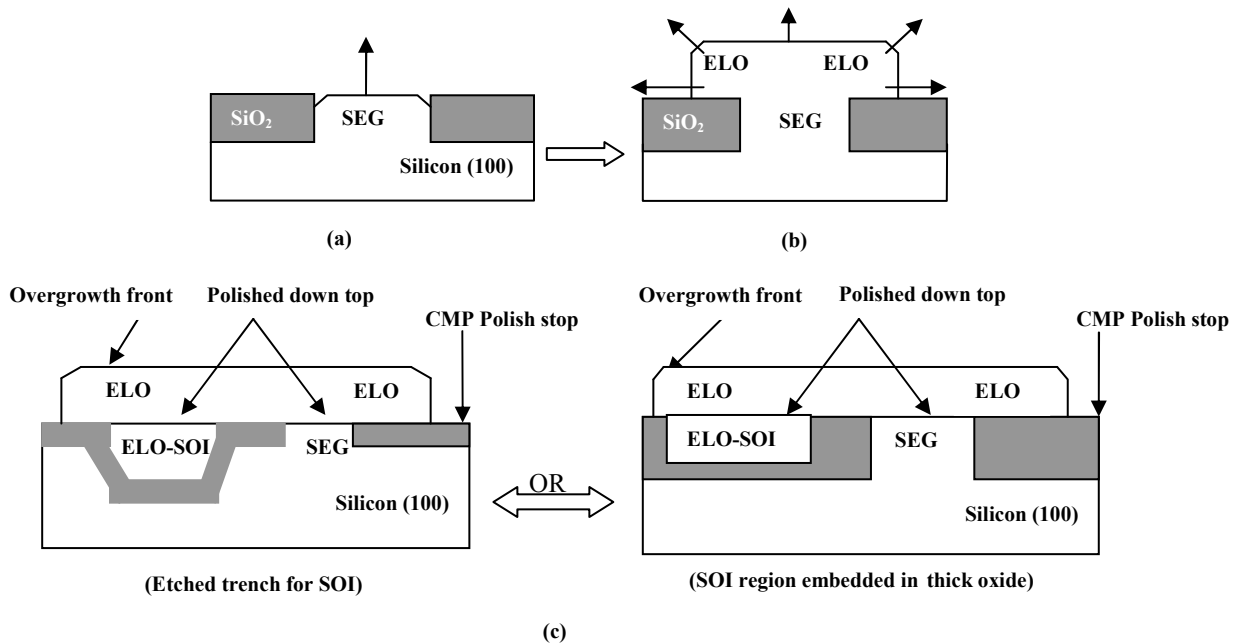 ELO
ELO
SiO2
SEG
Silicon (100)
SiO2
SEG
(a)
(b)
Overgrowth front
Polished down top
CMP Polish stop
ELO
ELO
ELO-SOI
SEG
Silicon (100)
(Etched trench for SOI)
OR
Overgrowth front
Polished down top
CMP Polish stop
ELO
ELO
ELO-SOI
SEG
Silicon (100)
(SOI region embedded in thick oxide)
(c)